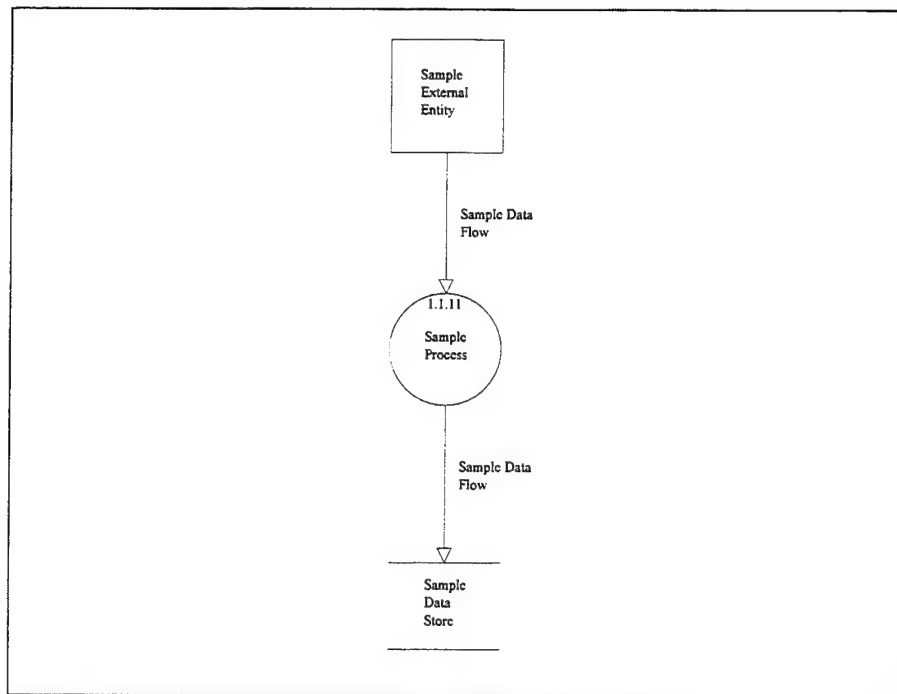 Sample
External
Entity
Sample Data
Flow
1.1.11
Sample
Process
Sample Data
Flow
Sample
Data
Store